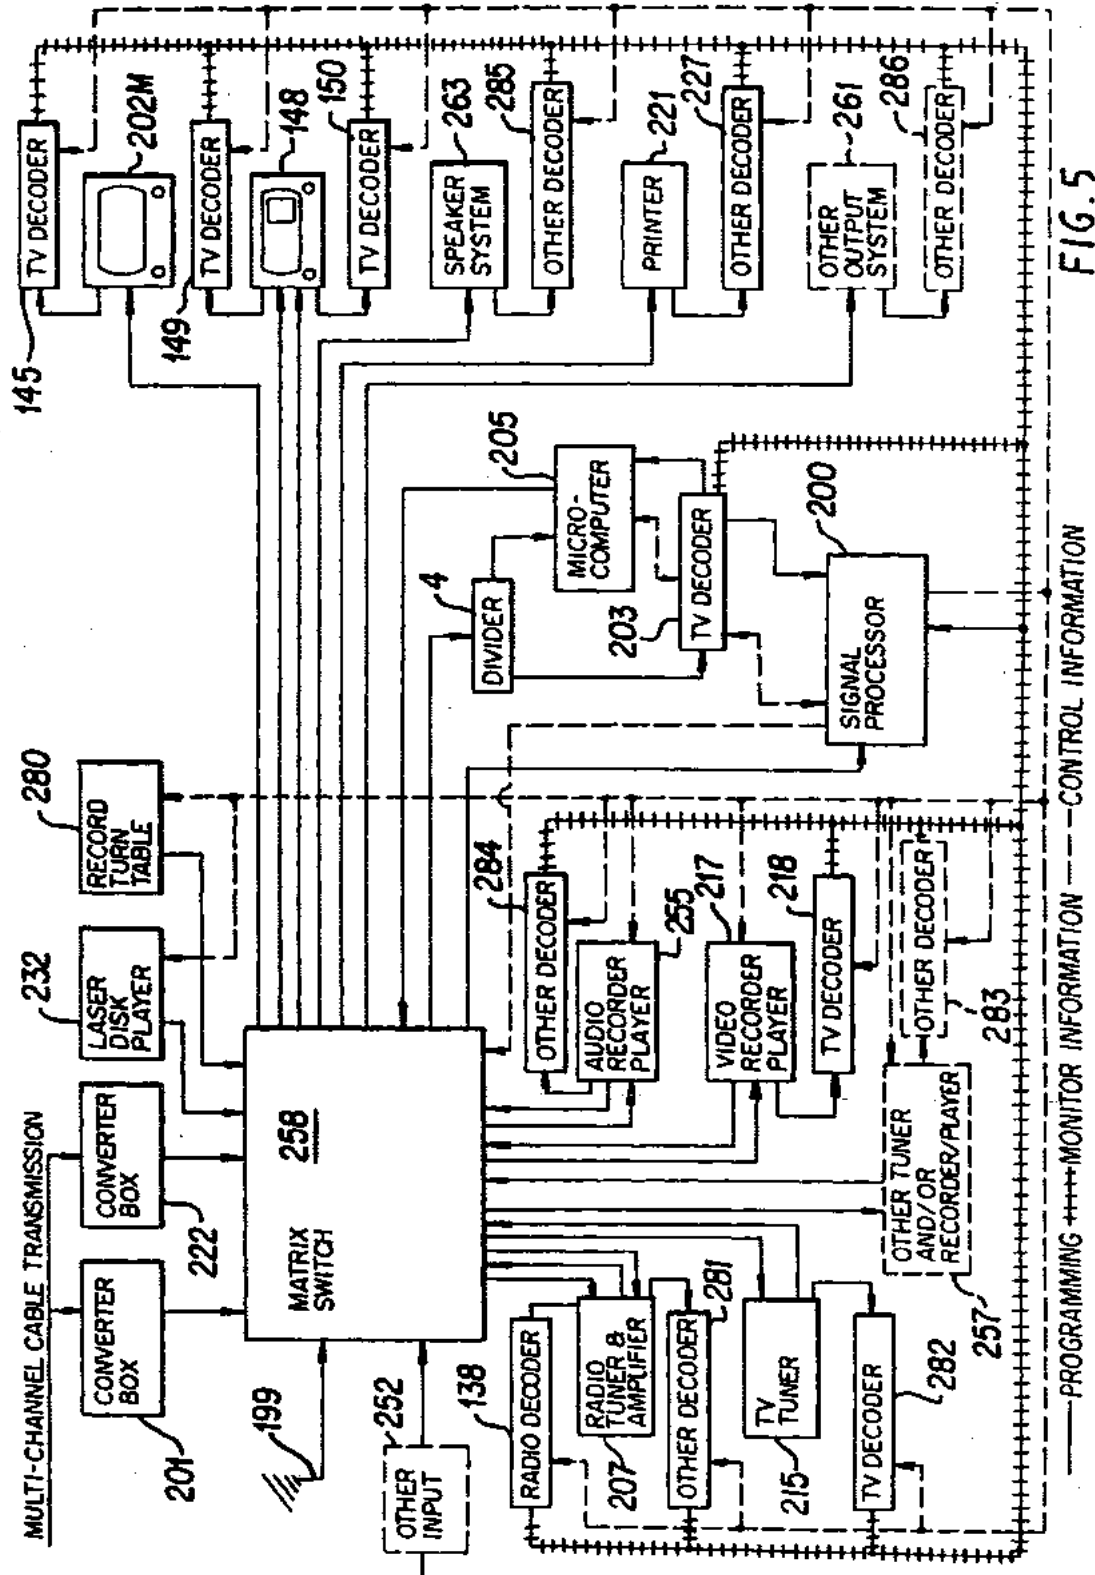 MULTI-CHANNEL CABLE TRANSMISSION
201
CONVERTER
BOX
222
CONVERTER
BOX
232
LASER
DISK
PLAYER
280
RECORD
TURN
TABLE
199
252
OTHER
INPUT
MATRIX
SWITCH
258
138
RADIO DECODER
207
RADIO
TUNER &
AMPLIFIER
OTHER DECODER
281
215
TV
TUNER
TV DECODER
282
257
OTHER TUNER
AND/OR
RECORDER/PLAYER
OTHER DECODER
283
284
OTHER DECODER
AUDIO
RECORDER
PLAYER
255
VIDEO
RECORDER
PLAYER
217
TV DECODER
218
DIVIDER
4
MICRO-
COMPUTER
205
203
TV DECODER
SIGNAL
PROCESSOR
200
145
TV DECODER
202M
149
TV DECODER
148
TV DECODER
150
SPEAKER
SYSTEM
263
OTHER DECODER
285
PRINTER
221
OTHER DECODER
227
OTHER
OUTPUT
SYSTEM
261
OTHER DECODER
286
PROGRAMMING MONITOR INFORMATION CONTROL INFORMATION
FIG. 5